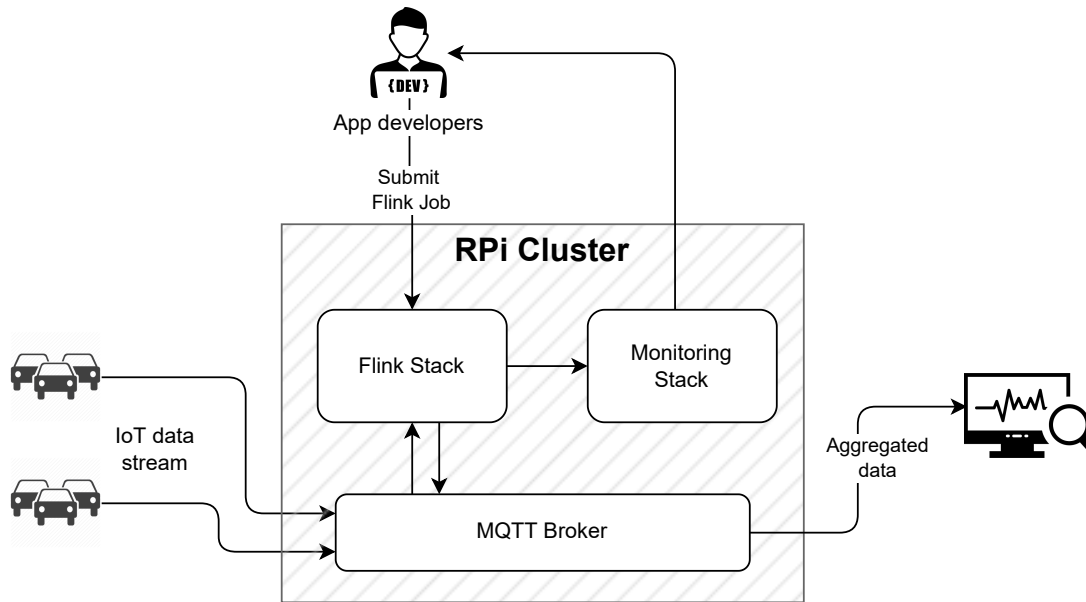 {DEV}
App developers
Submit
Flink Job
RPi Cluster
Flink Stack
Monitoring
Stack
IoT data
stream
Aggregated
data
MQTT Broker